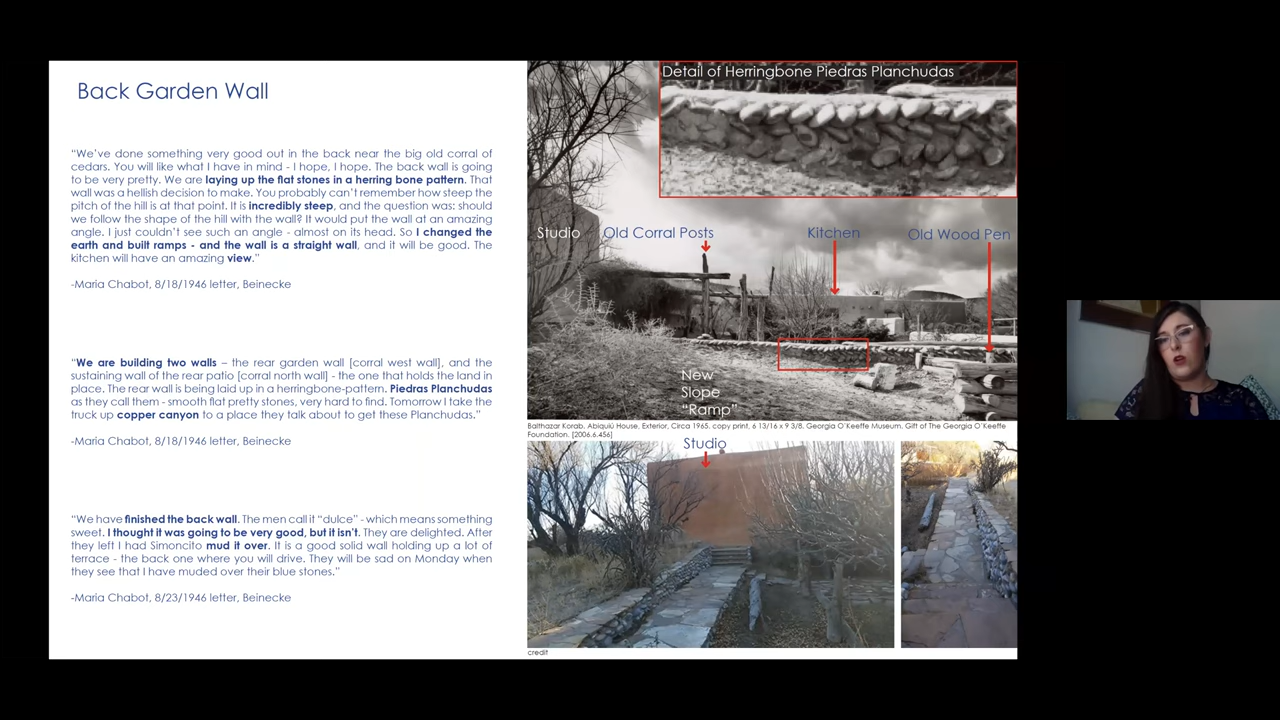 Back Garden Wall
“We’ve done something very good out in the back near the big old corral of
cedars. You will like what I have in mind - I hope, I hope. The back wall is going
to be very pretty. We are laying up the flat stones in a herring bone pattern. That
wall was a hellish decision to make. You probably can’t remember how steep the
pitch of the hill is at that point. It is incredibly steep, and the question was: should
we follow the shape of the hill with the wall? It would put the wall at an amazing
angle. I just couldn’t see such an angle - almost on its head. So I changed the
earth and built ramps - and the wall is a straight wall, and it will be good. The
kitchen will have an amazing view.”
-Maria Chabot, 8/18/1946 letter, Beinecke
“We are building two walls – the rear garden wall [corral west wall], and the
sustaining wall of the rear patio [corral north wall] - the one that holds the land in
place. The rear wall is being laid up in a herringbone-pattern. Piedras Planchudas
as they call them - smooth flat pretty stones, very hard to find. Tomorrow I take the
truck up copper canyon to a place they talk about to get these Planchudas.”
-Maria Chabot, 8/18/1946 letter, Beinecke
“We have finished the back wall. The men call it “dulce” - which means something
sweet. I thought it was going to be very good, but it isn’t. They are delighted. After
they left I had Simoncito mud it over. It is a good solid wall holding up a lot of
terrace - the back one where you will drive. They will be sad on Monday when
they see that I have muded over their blue stones.”
-Maria Chabot, 8/23/1946 letter, Beinecke
Detail of Herringbone Piedras Planchudas
Studio
Old Corral Posts
Kitchen
Old Wood Pen
New
Slope
“Ramp”
Balthazar Korab, Abiquiú House, Exterior, Circa 1965, copy print, 6 13/16 x 9 3/8. Georgia O’Keeffe Museum. Gift of The Georgia O’Keeffe
Foundation. [2006.6.456]
Studio
credit